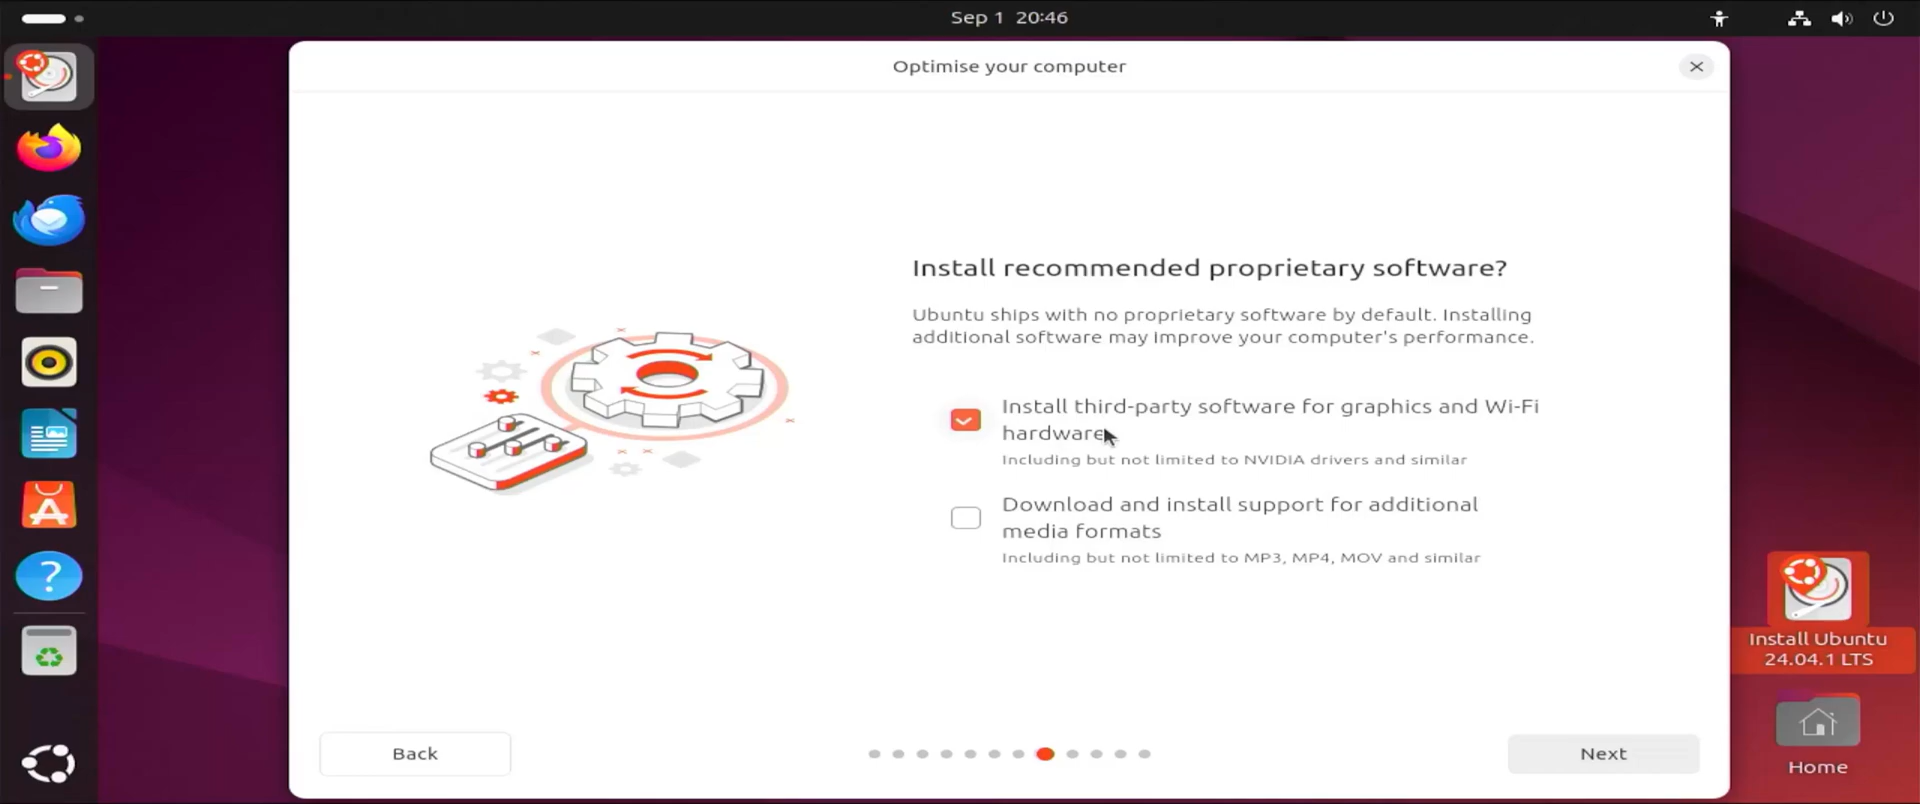 Sep 1 20:46
Optimise your computer
Install recommended proprietary software?
Ubuntu ships with no proprietary software by default. Installing
additional software may improve your computer's performance.
Install third-party software for graphics and Wi-Fi
hardware
Including but not limited to NVIDIA drivers and similar
Download and install support for additional
media formats
Including but not limited to MP3, MP4, MOV and similar
Back
Next
Install Ubuntu
24.04.1 LTS
Home